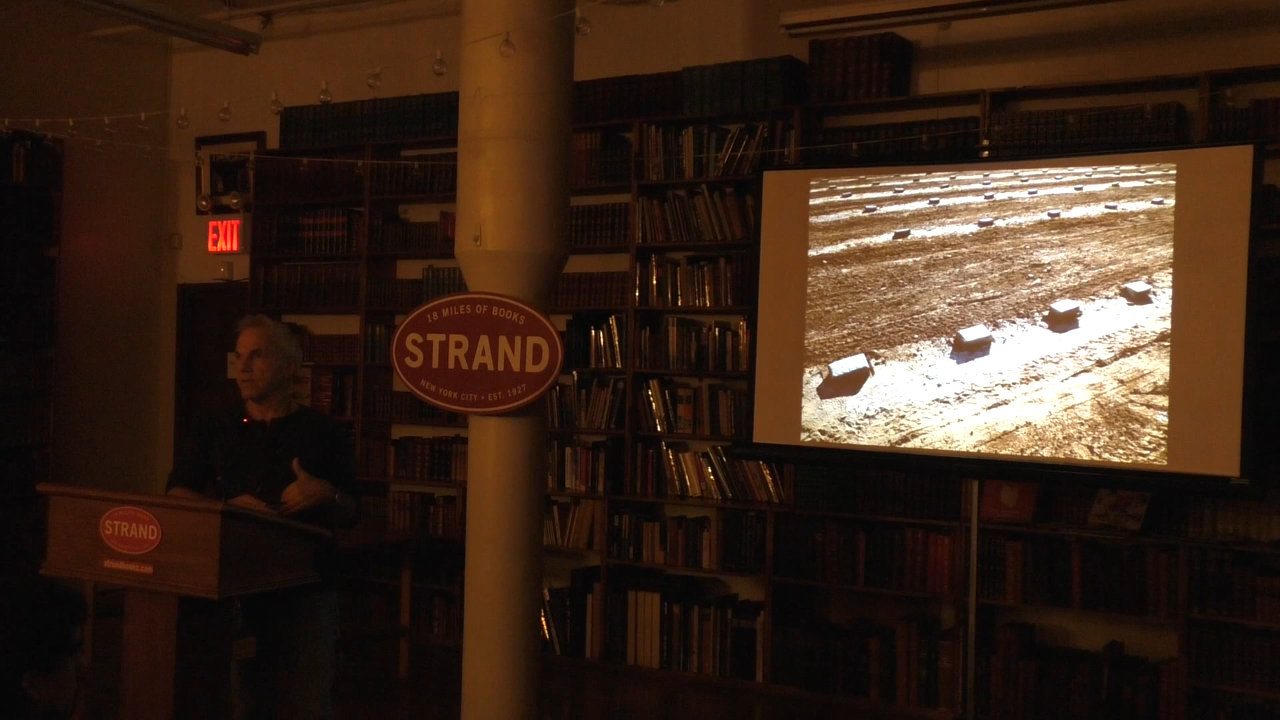 EXIT
18 MILES OF BOOKS
STRAND
NEW YORK CITY • EST. 1927
STRAND